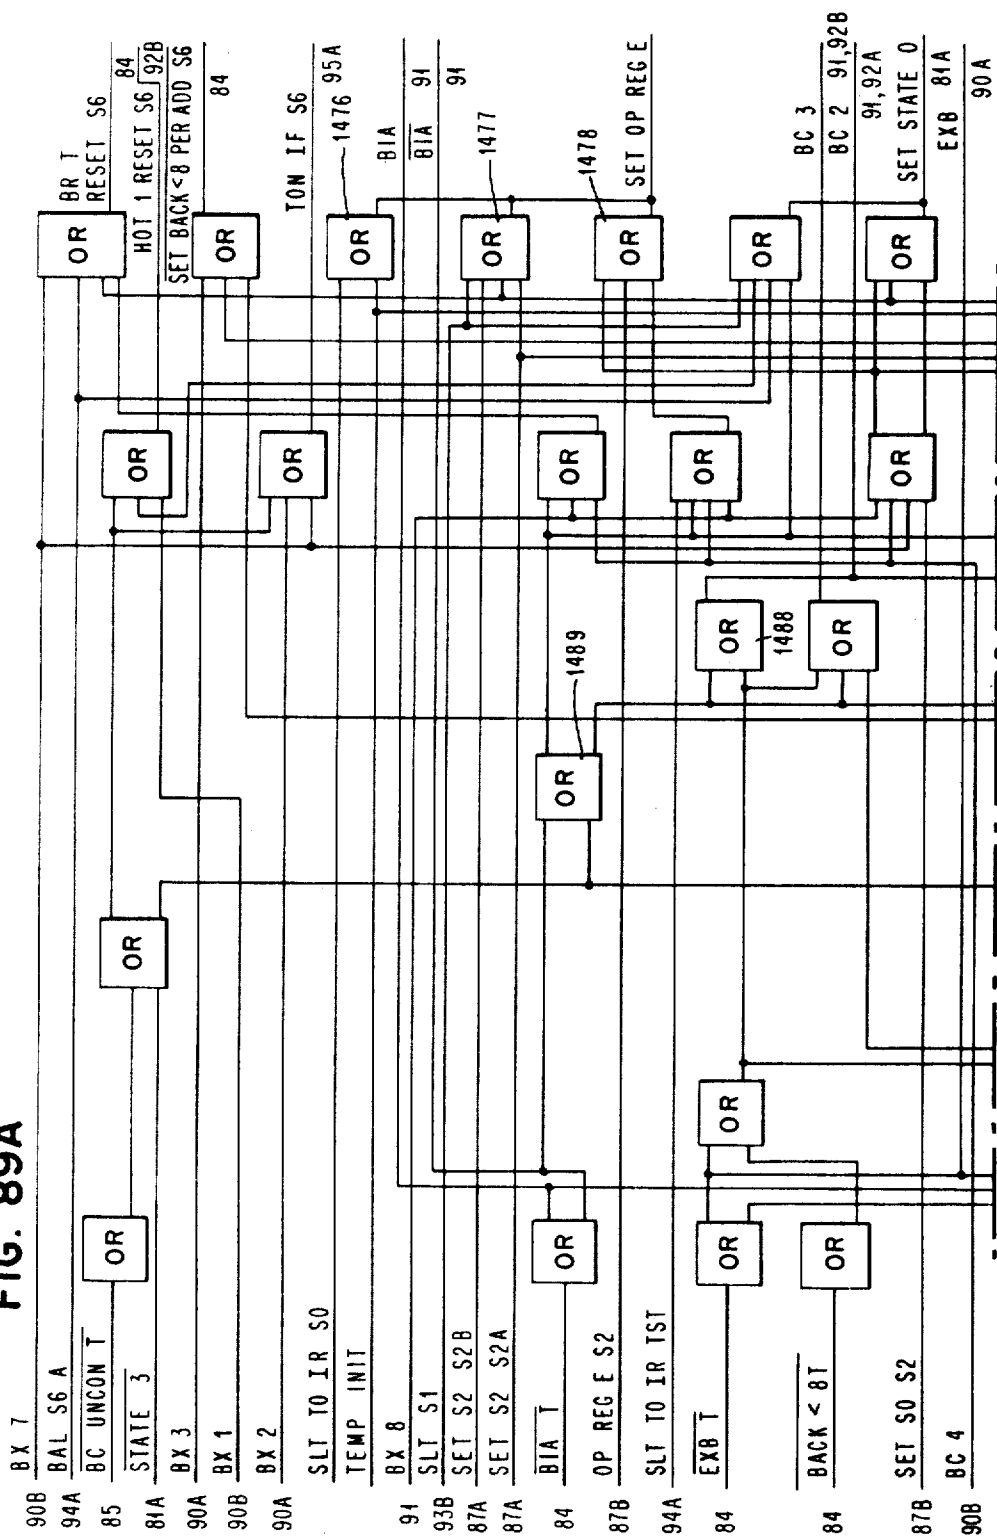 FIG. 89A
90B BX 7
94A BAL S6 A
85 BC UNCON T
81A STATE 3
90A BX 3
90B BX 1
90A BX 2
SLT TO IR SO
TEMP INIT
91 BX 8
93B SLT S1
87A SET S2 S2B
87A SET S2 S2A
84 BIA T
87B OP REG E S2
94A SLT TO IR TST
84 EXB T
84 BACK < 8T
87B SET SO S2
90B BC 4
OR
OR
OR
OR
OR
OR
OR
1489
OR
1488
OR
OR
OR
OR
OR
OR
OR
OR
OR
1476
OR
1477
OR
1478
OR
OR
BR T
RESET S6 84
HOT 1 RESET S6 92B
SET BACK<8 PER ADD S6
84
TON IF S6 95A
BIA 91
BIA 91
SET OP REG E
BC 3
BC 2 91,92B
91,92A
SET STATE 0
EXB 81A
90A